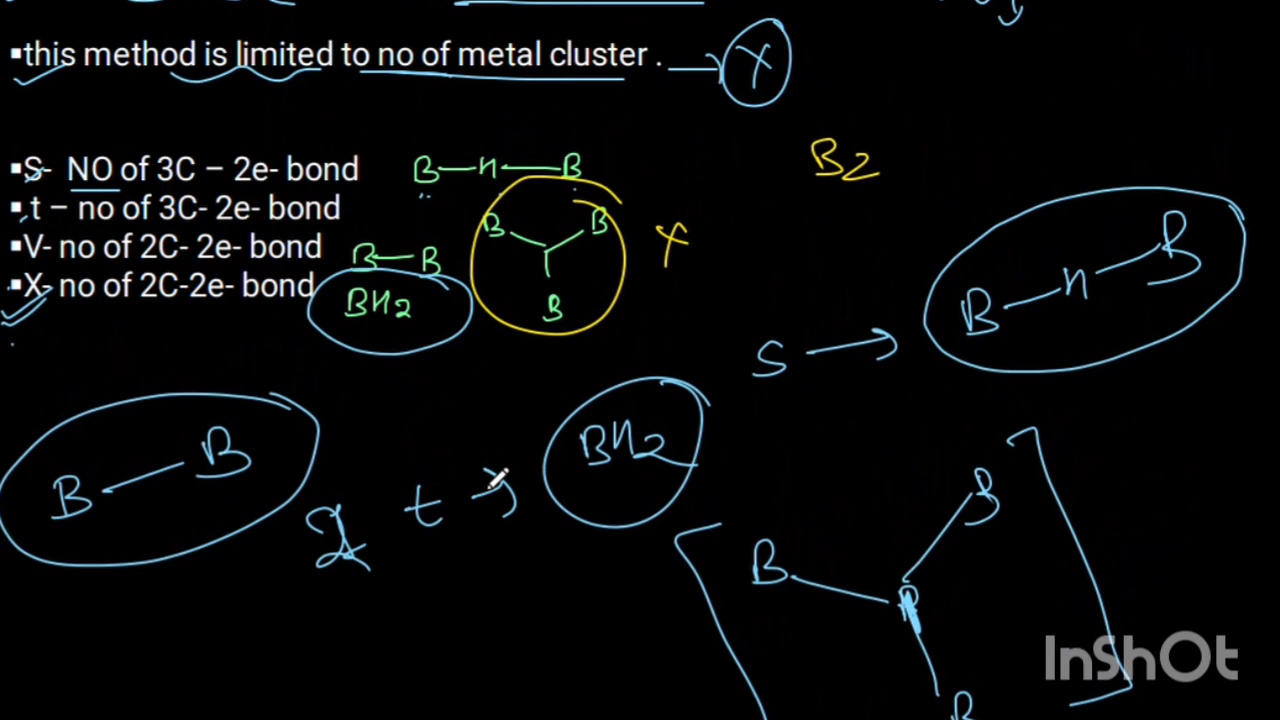 ▪this method is limited to no of metal cluster . X
▪S- NO of 3C – 2e- bond B—H—B
B2
▪t – no of 3C- 2e- bond B B B X
▪V- no of 2C- 2e- bond B—B
▪X- no of 2C-2e- bond BH2
S → B—H—B
B—B
t → BH2
B B B
InShOt